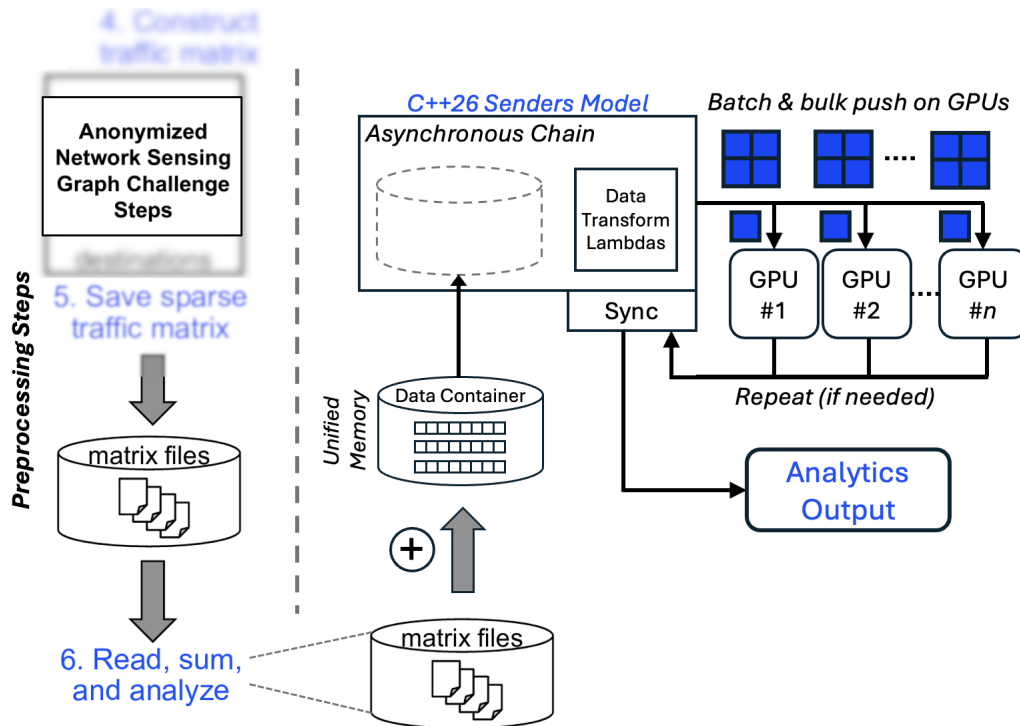 4. Construct
traffic matrix
Anonymized
Network Sensing
Graph Challenge
Steps
destinations
5. Save sparse
traffic matrix
Preprocessing Steps
matrix files
6. Read, sum,
and analyze
C++26 Senders Model
Asynchronous Chain
Data
Transform
Lambdas
Sync
Batch & bulk push on GPUs
....
GPU
#1
GPU
#2
....
GPU
#n
Repeat (if needed)
Unified
Memory
Data Container
+
matrix files
Analytics
Output